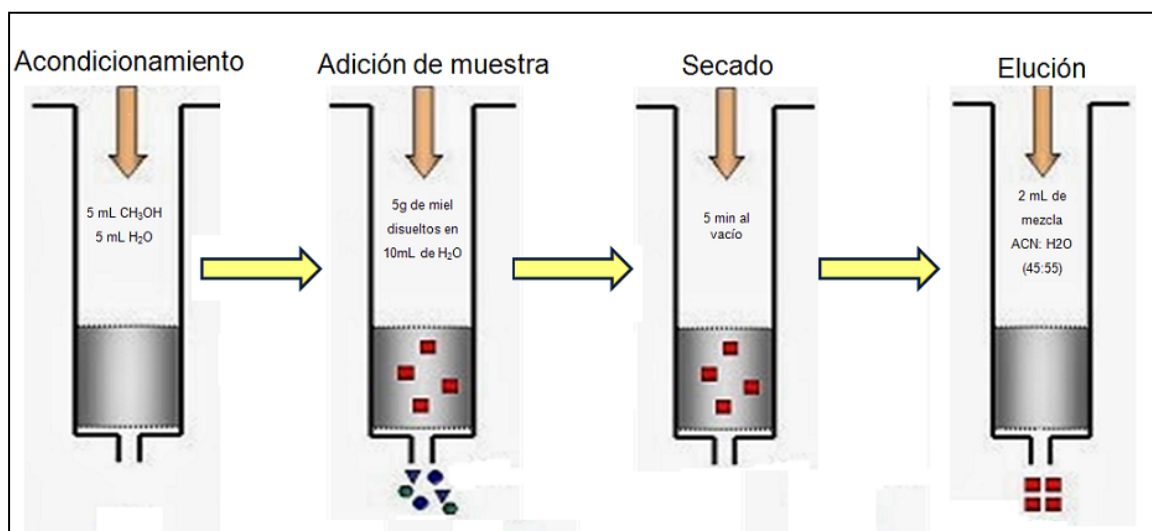 Acondicionamiento
5 mL CH₃OH
5 mL H₂O
Adición de muestra
5g de miel
disueltos en
10mL de H₂O
Secado
5 min al
vacío
Elución
2 mL de
mezcla
ACN: H2O
(45:55)